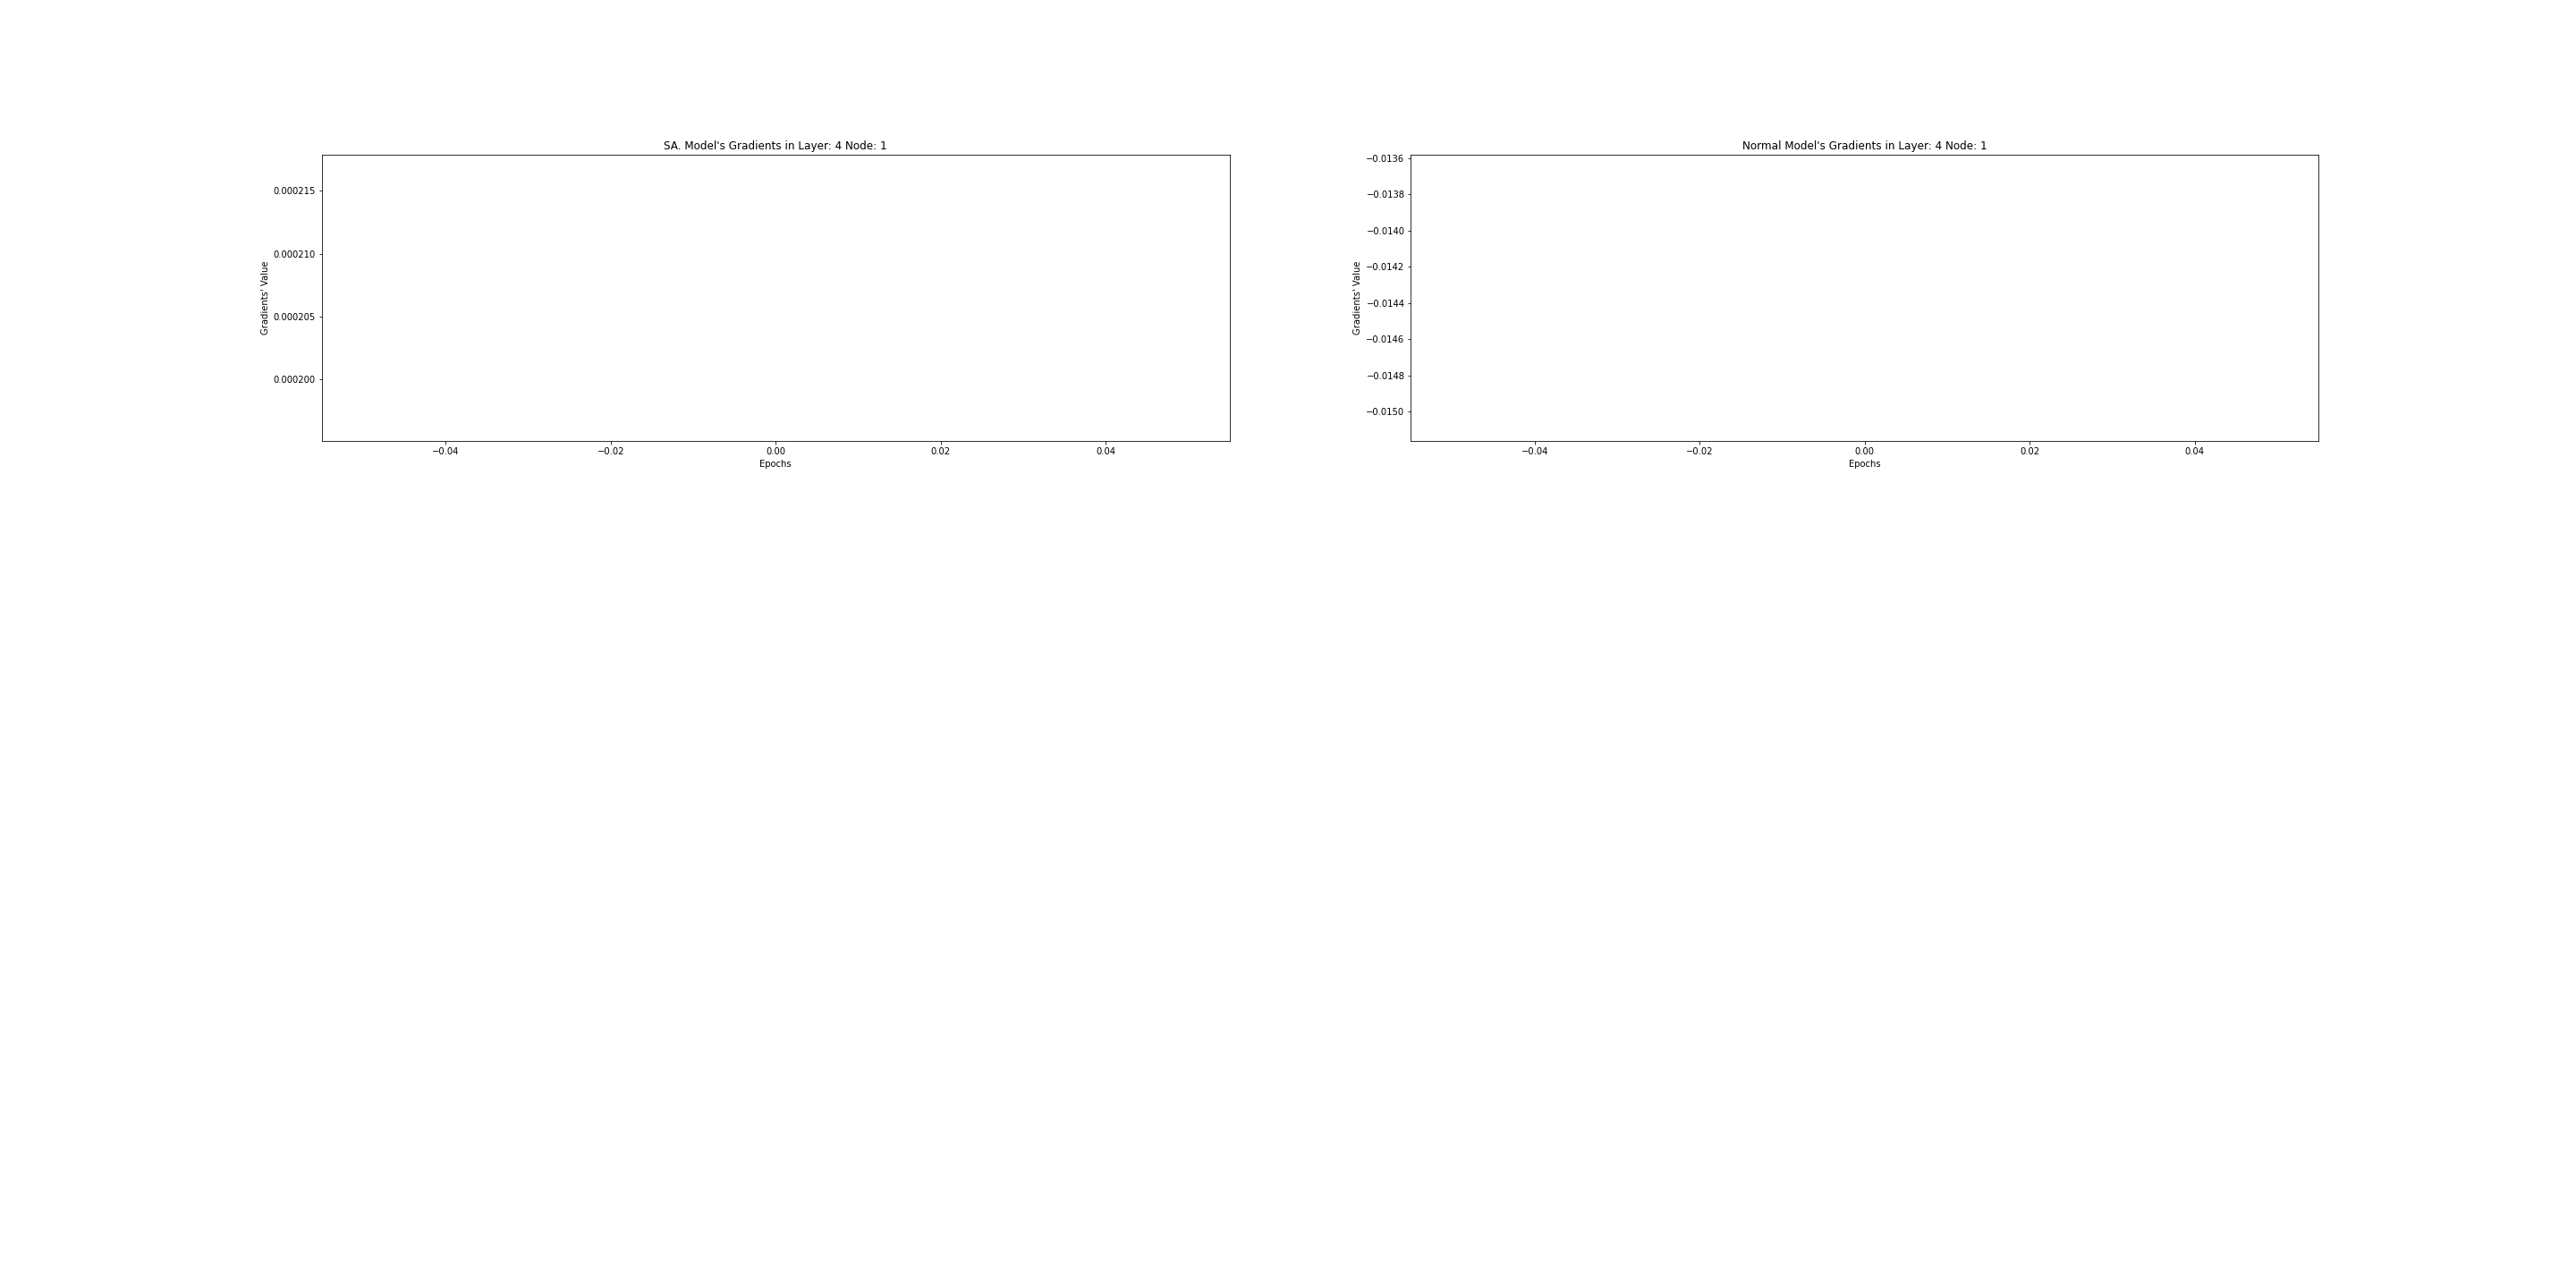 SA. Model's Gradients in Layer: 4 Node: 1
0.000215
0.000210
0.000205
0.000200
Gradients' Value
−0.04 −0.02 0.00 0.02 0.04
Epochs
Normal Model's Gradients in Layer: 4 Node: 1
−0.0136
−0.0138
−0.0140
−0.0142
−0.0144
−0.0146
−0.0148
−0.0150
Gradients' Value
−0.04 −0.02 0.00 0.02 0.04
Epochs